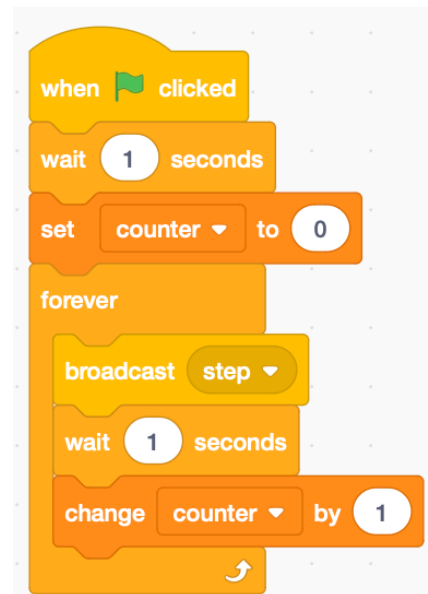 when clicked
wait 1 seconds
set counter to 0
forever
broadcast step
wait 1 seconds
change counter by 1